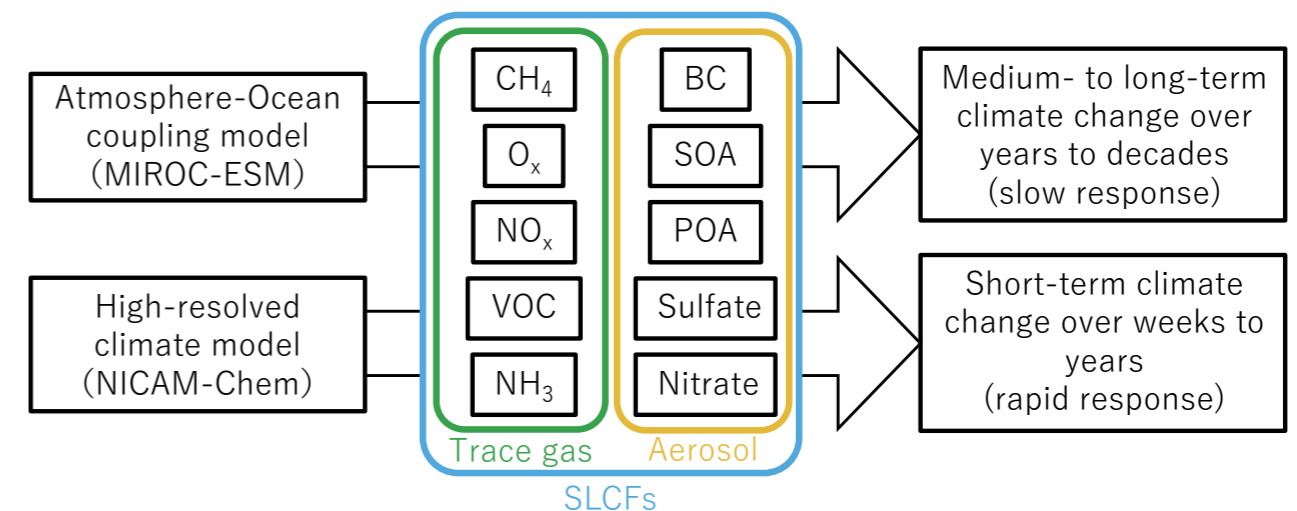 Atmosphere-Ocean
coupling model
(MIROC-ESM)
High-resolved
climate model
(NICAM-Chem)
CH₄
Oₓ
NOₓ
VOC
NH₃
Trace gas
BC
SOA
POA
Sulfate
Nitrate
Aerosol
SLCFs
Medium- to long-term
climate change over
years to decades
(slow response)
Short-term climate
change over weeks to
years
(rapid response)